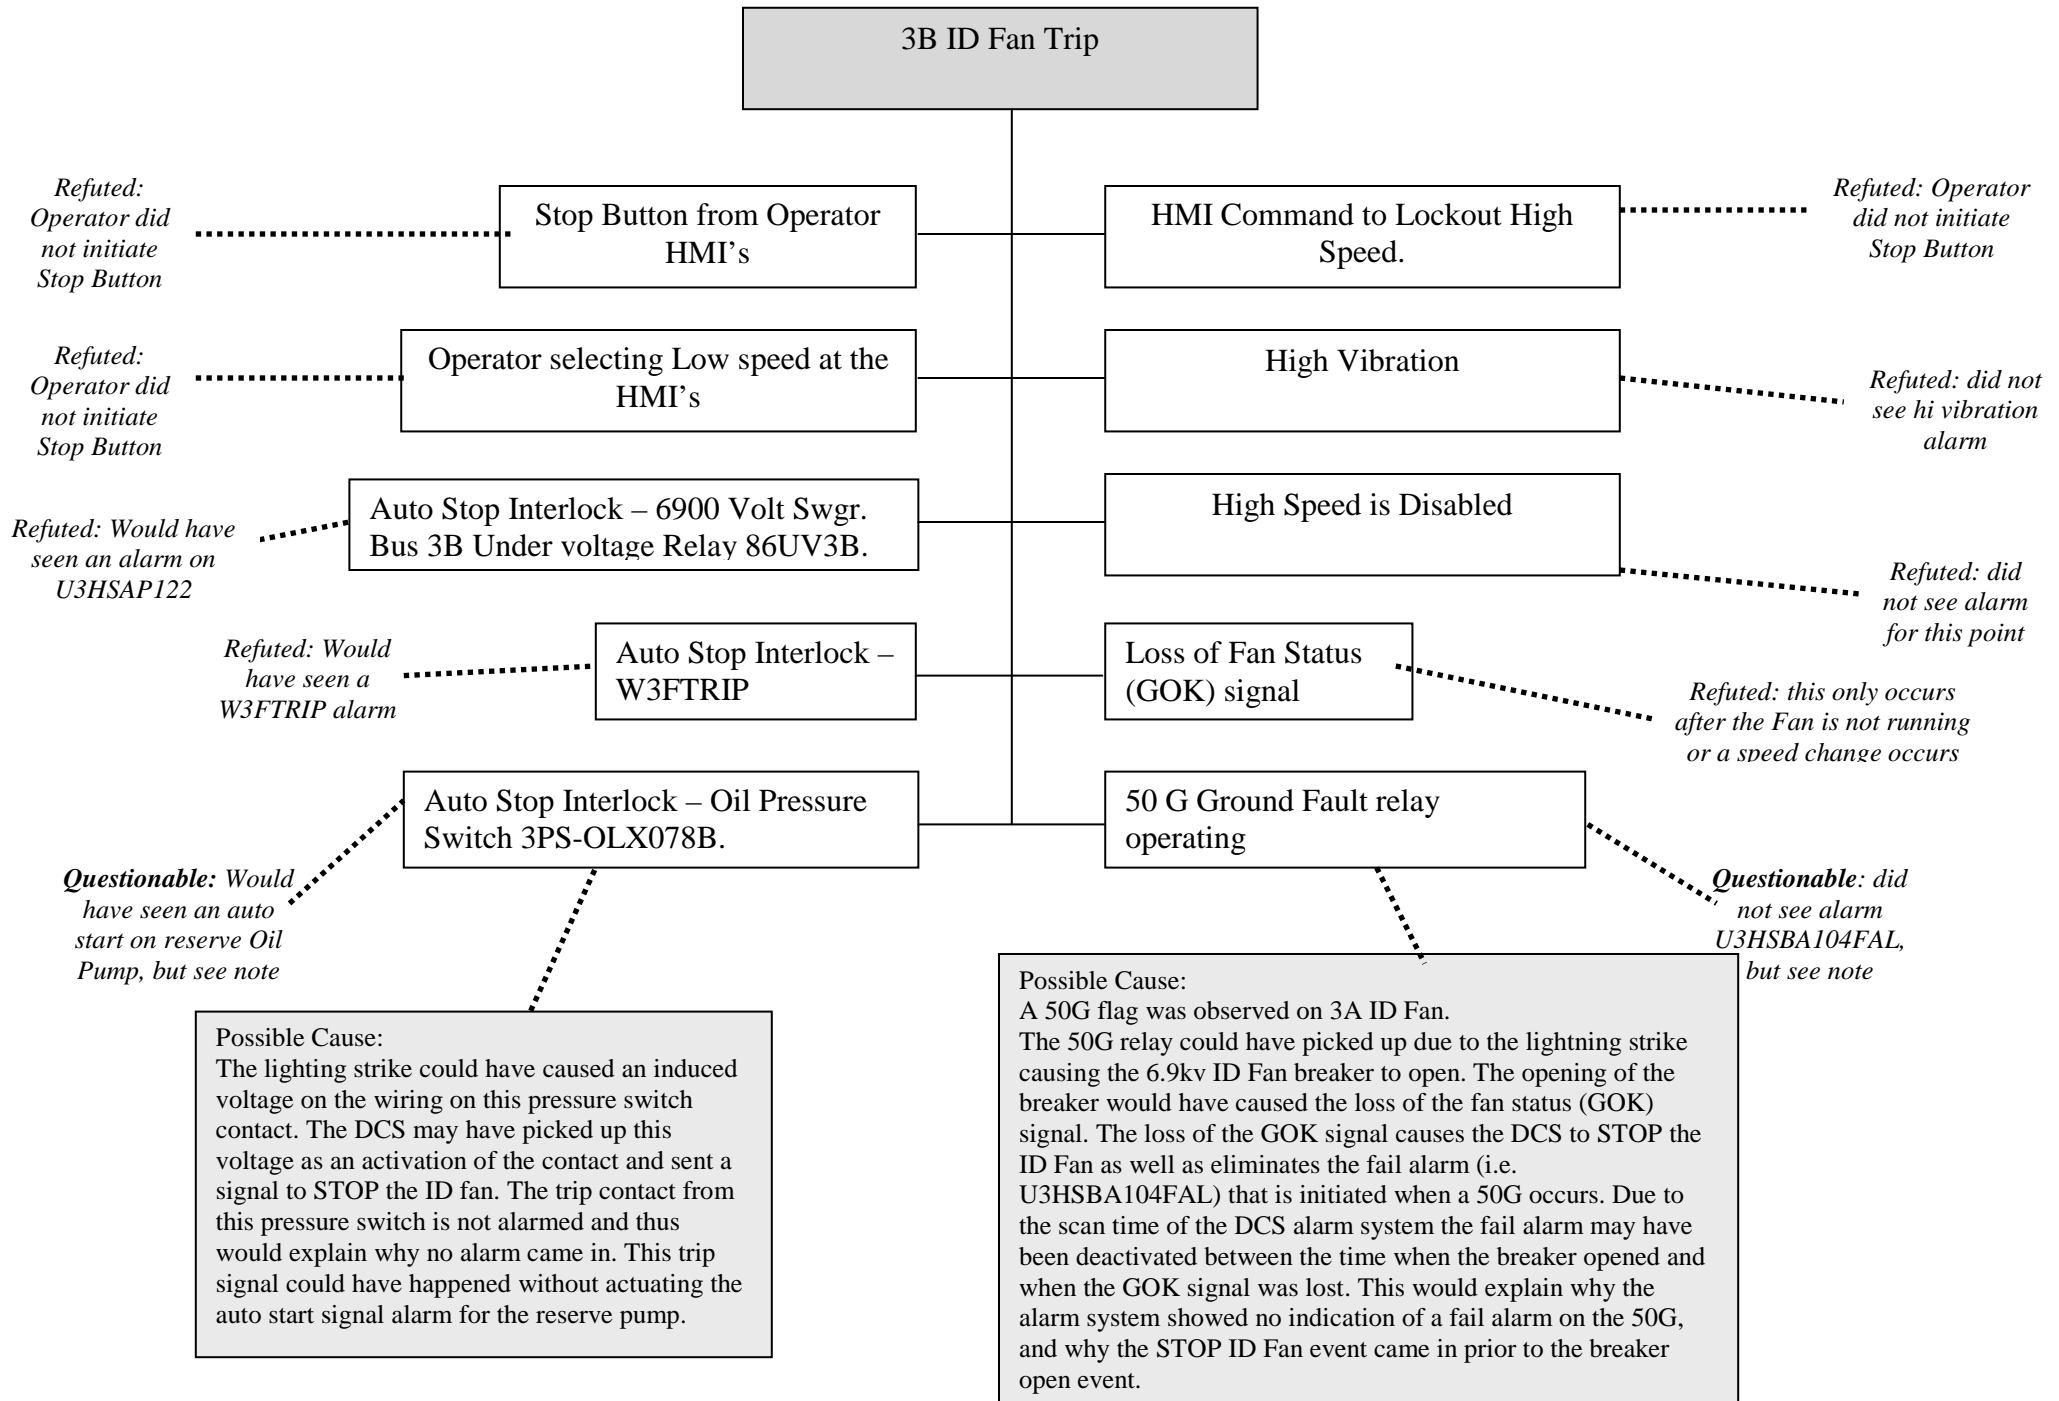 3B ID Fan Trip
Refuted:
Operator did
not initiate
Stop Button
Stop Button from Operator
HMI's
HMI Command to Lockout High
Speed.
Refuted: Operator
did not initiate
Stop Button
Refuted:
Operator did
not initiate
Stop Button
Operator selecting Low speed at the
HMI's
High Vibration
Refuted: did not
see hi vibration
alarm
Refuted: Would have
seen an alarm on
U3HSAP122
Auto Stop Interlock – 6900 Volt Swgr.
Bus 3B Under voltage Relay 86UV3B.
High Speed is Disabled
Refuted: did
not see alarm
for this point
Refuted: Would
have seen a
W3FTRIP alarm
Auto Stop Interlock –
W3FTRIP
Loss of Fan Status
(GOK) signal
Refuted: this only occurs
after the Fan is not running
or a speed change occurs
Auto Stop Interlock – Oil Pressure
Switch 3PS-OLX078B.
50 G Ground Fault relay
operating
Questionable: Would
have seen an auto
start on reserve Oil
Pump, but see note
Questionable: did
not see alarm
U3HSBA104FAL,
but see note
Possible Cause:
The lighting strike could have caused an induced
voltage on the wiring on this pressure switch
contact. The DCS may have picked up this
voltage as an activation of the contact and sent a
signal to STOP the ID fan. The trip contact from
this pressure switch is not alarmed and thus
would explain why no alarm came in. This trip
signal could have happened without actuating the
auto start signal alarm for the reserve pump.
Possible Cause:
A 50G flag was observed on 3A ID Fan.
The 50G relay could have picked up due to the lightning strike
causing the 6.9kv ID Fan breaker to open. The opening of the
breaker would have caused the loss of the fan status (GOK)
signal. The loss of the GOK signal causes the DCS to STOP the
ID Fan as well as eliminates the fail alarm (i.e.
U3HSBA104FAL) that is initiated when a 50G occurs. Due to
the scan time of the DCS alarm system the fail alarm may have
been deactivated between the time when the breaker opened and
when the GOK signal was lost. This would explain why the
alarm system showed no indication of a fail alarm on the 50G,
and why the STOP ID Fan event came in prior to the breaker
open event.